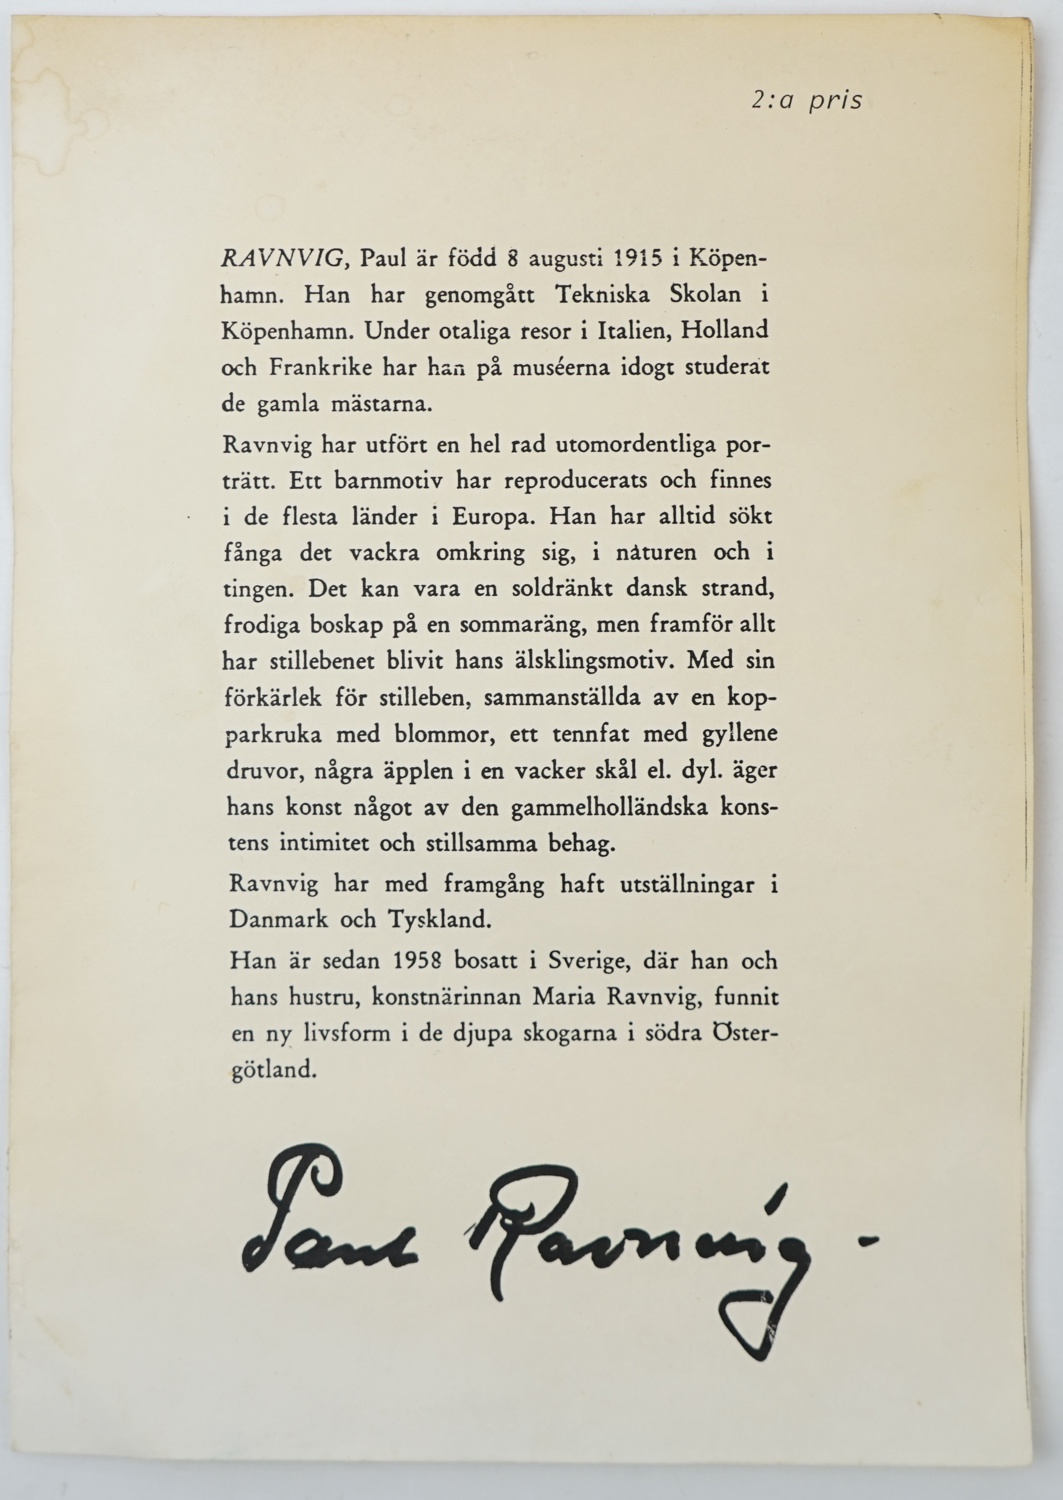 2:a pris
RAVNVIG, Paul är född 8 augusti 1915 i Köpen-
hamn. Han har genomgått Tekniska Skolan i
Köpenhamn. Under otaliga resor i Italien, Holland
och Frankrike har han på muséerna idogt studerat
de gamla mästarna.
Ravnvig har utfört en hel rad utomordentliga por-
trätt. Ett barnmotiv har reproducerats och finnes
i de flesta länder i Europa. Han har alltid sökt
fånga det vackra omkring sig, i naturen och i
tingen. Det kan vara en soldränkt dansk strand,
frodiga boskap på en sommaräng, men framför allt
har stillebenet blivit hans älsklingsmotiv. Med sin
förkärlek för stilleben, sammanställda av en kop-
parkruka med blommor, ett tennfat med gyllene
druvor, några äpplen i en vacker skål el. dyl. äger
hans konst något av den gammelholländska kons-
tens intimitet och stillsamma behag.
Ravnvig har med framgång haft utställningar i
Danmark och Tyskland.
Han är sedan 1958 bosatt i Sverige, där han och
hans hustru, konstnärinnan Maria Ravnvig, funnit
en ny livsform i de djupa skogarna i södra Öster-
götland.
Paul Ravnvig-